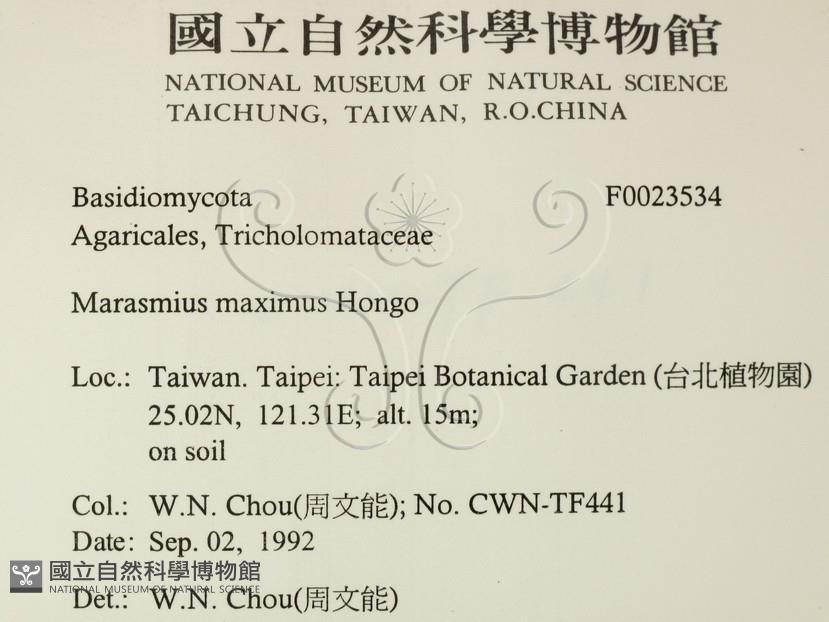 國立自然科學博物館
NATIONAL MUSEUM OF NATURAL SCIENCE
TAICHUNG, TAIWAN, R.O.CHINA
Basidiomycota F0023534
Agaricales, Tricholomataceae
Marasmius maximus Hongo
Loc.: Taiwan. Taipei: Taipei Botanical Garden (台北植物園)
25.02N, 121.31E; alt. 15m;
on soil
Col.: W.N. Chou(周文能); No. CWN-TF441
Date: Sep. 02, 1992
國立自然科學博物館
NATIONAL MUSEUM OF NATURAL SCIENCE
Det.: W.N. Chou(周文能)